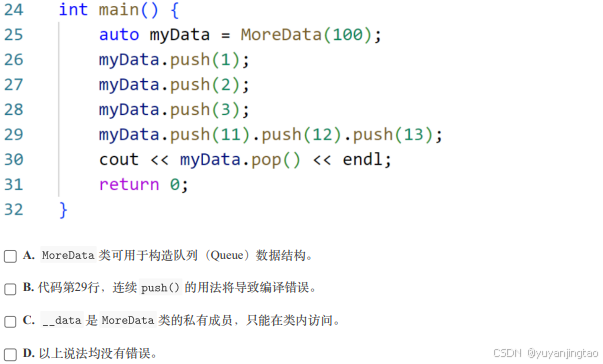 24 int main() {
25     auto myData = MoreData(100);
26     myData.push(1);
27     myData.push(2);
28     myData.push(3);
29     myData.push(11).push(12).push(13);
30     cout << myData.pop() << endl;
31     return 0;
32 }
A. MoreData 类可用于构造队列（Queue）数据结构。
B. 代码第29行，连续 push() 的用法将导致编译错误。
C. __data 是 MoreData 类的私有成员，只能在类内访问。
D. 以上说法均没有错误。
CSDN @yuyanjingtao